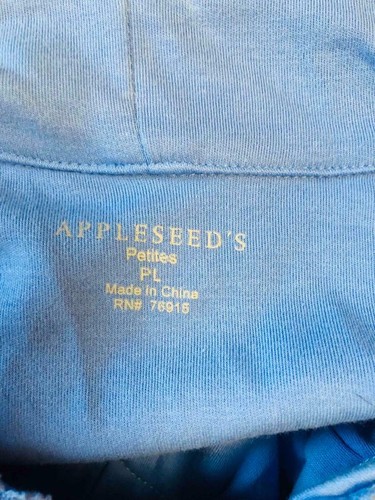 APPLESEED'S
Petites
PL
Made in China
RN# 76915